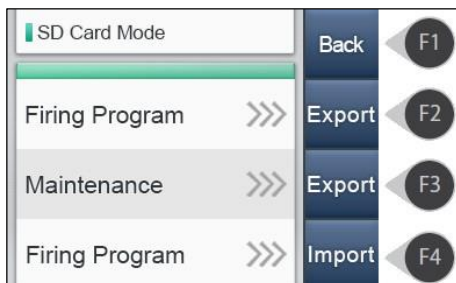 SD Card Mode Back F1
Firing Program >>> Export F2
Maintenance >>> Export F3
Firing Program >>> Import F4